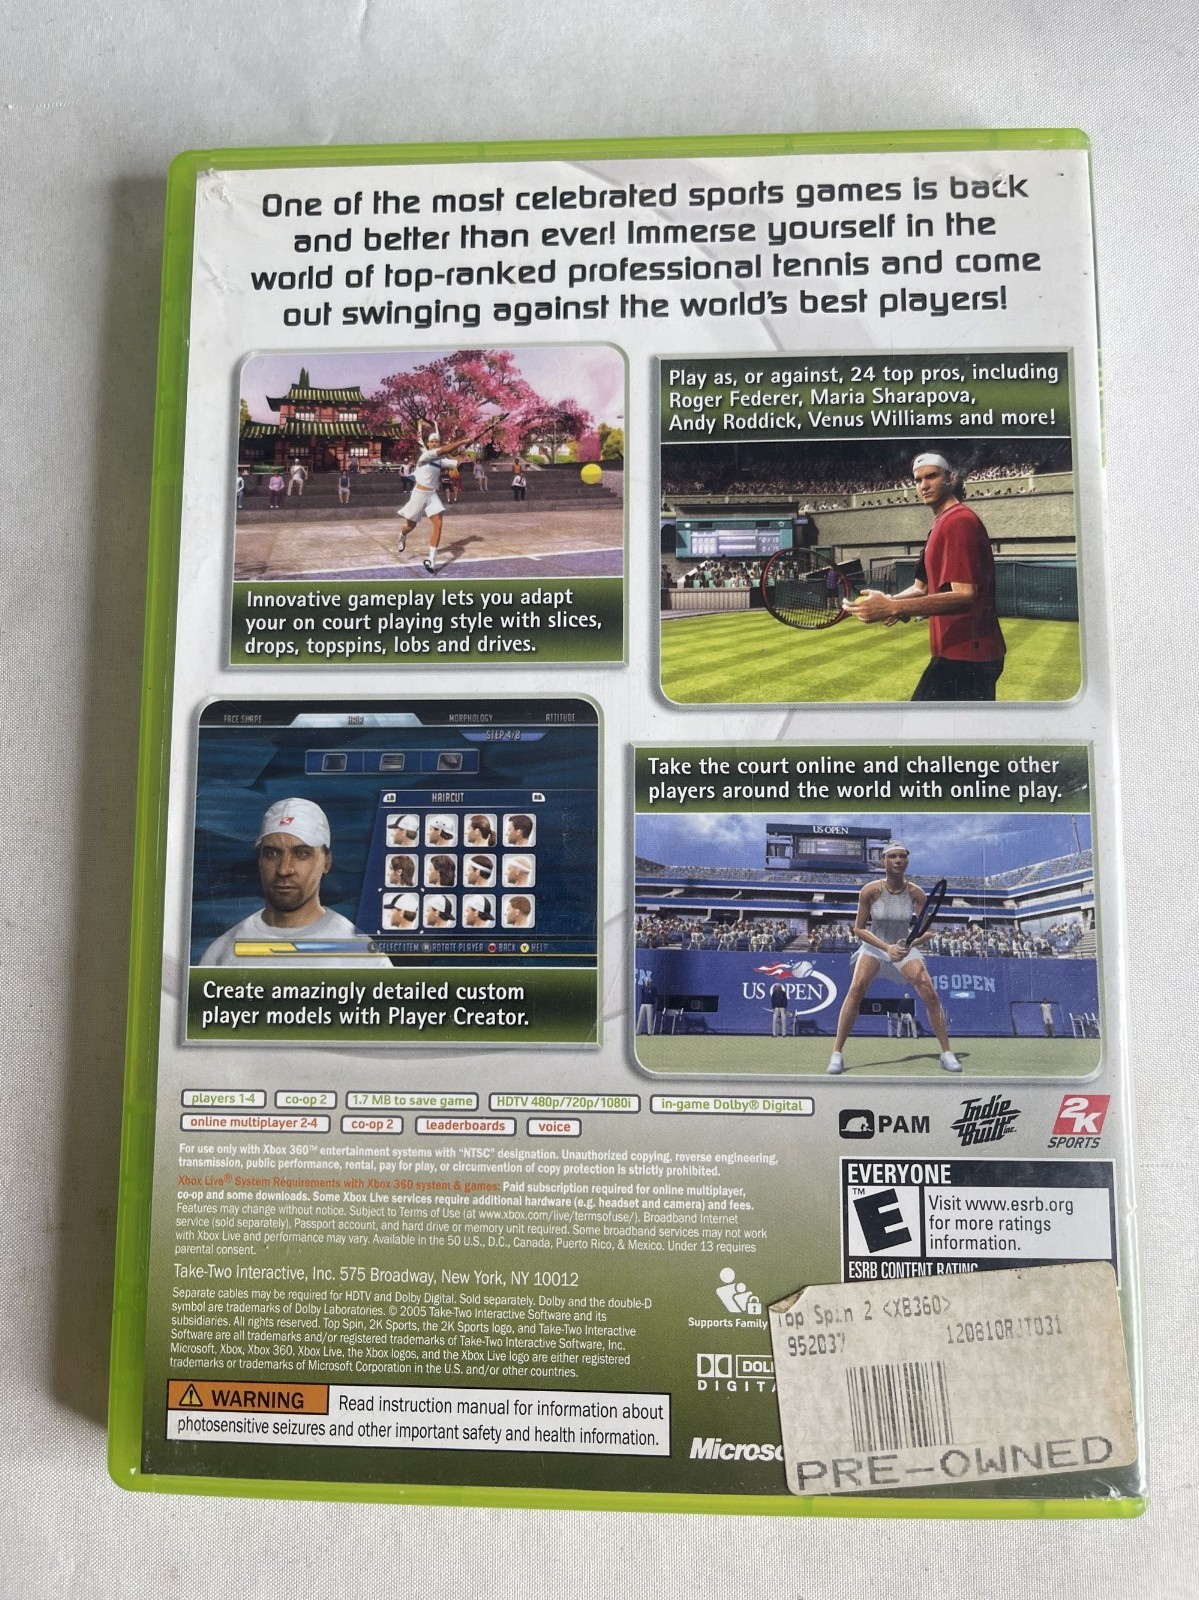 One of the most celebrated sports games is back
and better than ever! Immerse yourself in the
world of top-ranked professional tennis and come
out swinging against the world's best players!
Innovative gameplay lets you adapt
your on court playing style with slices,
drops, topspins, lobs and drives.
Play as, or against, 24 top pros, including
Roger Federer, Maria Sharapova,
Andy Roddick, Venus Williams and more!
FACE SHAPE HAIR MORPHOLOGY ATTITUDE
STEP 4/8
LB HAIRCUT RB
SELECT ITEM ROTATE PLAYER BACK HELP
Create amazingly detailed custom
player models with Player Creator.
Take the court online and challenge other
players around the world with online play.
US OPEN
US OPEN
US OPEN
players 1-4 co-op 2 1.7 MB to save game HDTV 480p/720p/1080i in-game Dolby® Digital
online multiplayer 2-4 co-op 2 leaderboards voice
PAM
Indie Built inc.
2K SPORTS
For use only with Xbox 360™ entertainment systems with "NTSC" designation. Unauthorized copying, reverse engineering,
transmission, public performance, rental, pay for play, or circumvention of copy protection is strictly prohibited.
Xbox Live® System Requirements with Xbox 360 system & games: Paid subscription required for online multiplayer,
co-op and some downloads. Some Xbox Live services require additional hardware (e.g. headset and camera) and fees.
Features may change without notice. Subject to Terms of Use (at www.xbox.com/live/termsofuse/). Broadband Internet
service (sold separately), Passport account, and hard drive or memory unit required. Some broadband services may not work
with Xbox Live and performance may vary. Available in the 50 U.S., D.C., Canada, Puerto Rico, & Mexico. Under 13 requires
parental consent.
Take-Two Interactive, Inc. 575 Broadway, New York, NY 10012
Separate cables may be required for HDTV and Dolby Digital. Sold separately. Dolby and the double-D
symbol are trademarks of Dolby Laboratories. © 2005 Take-Two Interactive Software and its
subsidiaries. All rights reserved. Top Spin, 2K Sports, the 2K Sports logo, and Take-Two Interactive
Software are all trademarks and/or registered trademarks of Take-Two Interactive Software, Inc.
Microsoft, Xbox, Xbox 360, Xbox Live, the Xbox logos, and the Xbox Live logo are either registered
trademarks or trademarks of Microsoft Corporation in the U.S. and/or other countries.
WARNING Read instruction manual for information about
photosensitive seizures and other important safety and health information.
EVERYONE
E™
Visit www.esrb.org
for more ratings
information.
ESRB CONTENT RATING
Supports Family
DOL
DIGITA
Microso
Top Spin 2 <XB360>
952037 120810R
PRE-OWNED